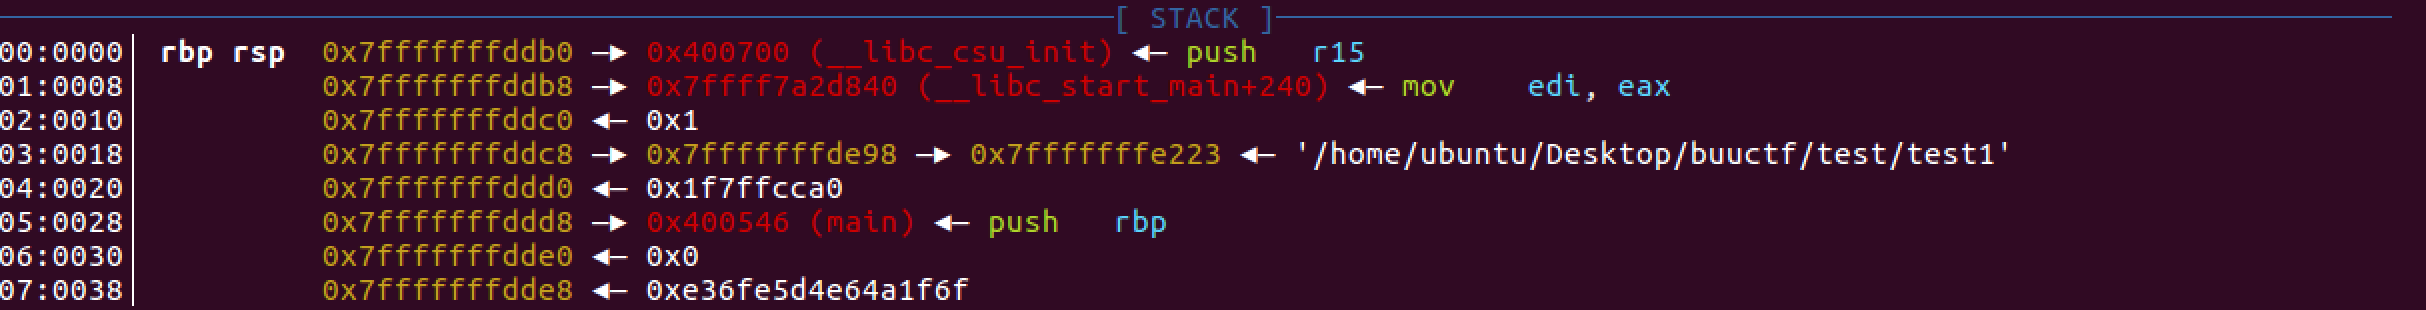 [ STACK ]
00:0000│ rbp rsp 0x7fffffffddb0 —▸ 0x400700 (__libc_csu_init) ◂— push r15
01:0008│ 0x7fffffffddb8 —▸ 0x7ffff7a2d840 (__libc_start_main+240) ◂— mov edi, eax
02:0010│ 0x7fffffffddc0 ◂— 0x1
03:0018│ 0x7fffffffddc8 —▸ 0x7fffffffde98 —▸ 0x7fffffffe223 ◂— '/home/ubuntu/Desktop/buuctf/test/test1'
04:0020│ 0x7fffffffddd0 ◂— 0x1f7ffcca0
05:0028│ 0x7fffffffddd8 —▸ 0x400546 (main) ◂— push rbp
06:0030│ 0x7fffffffdde0 ◂— 0x0
07:0038│ 0x7fffffffdde8 ◂— 0xe36fe5d4e64a1f6f